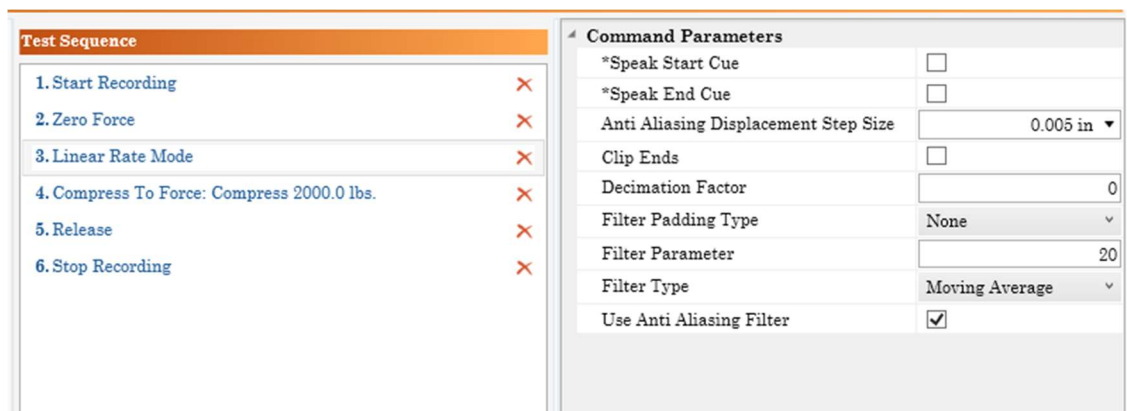 Test Sequence
1. Start Recording
2. Zero Force
3. Linear Rate Mode
4. Compress To Force: Compress 2000.0 lbs.
5. Release
6. Stop Recording
Command Parameters
*Speak Start Cue
*Speak End Cue
Anti Aliasing Displacement Step Size 0.005 in
Clip Ends
Decimation Factor 0
Filter Padding Type None
Filter Parameter 20
Filter Type Moving Average
Use Anti Aliasing Filter